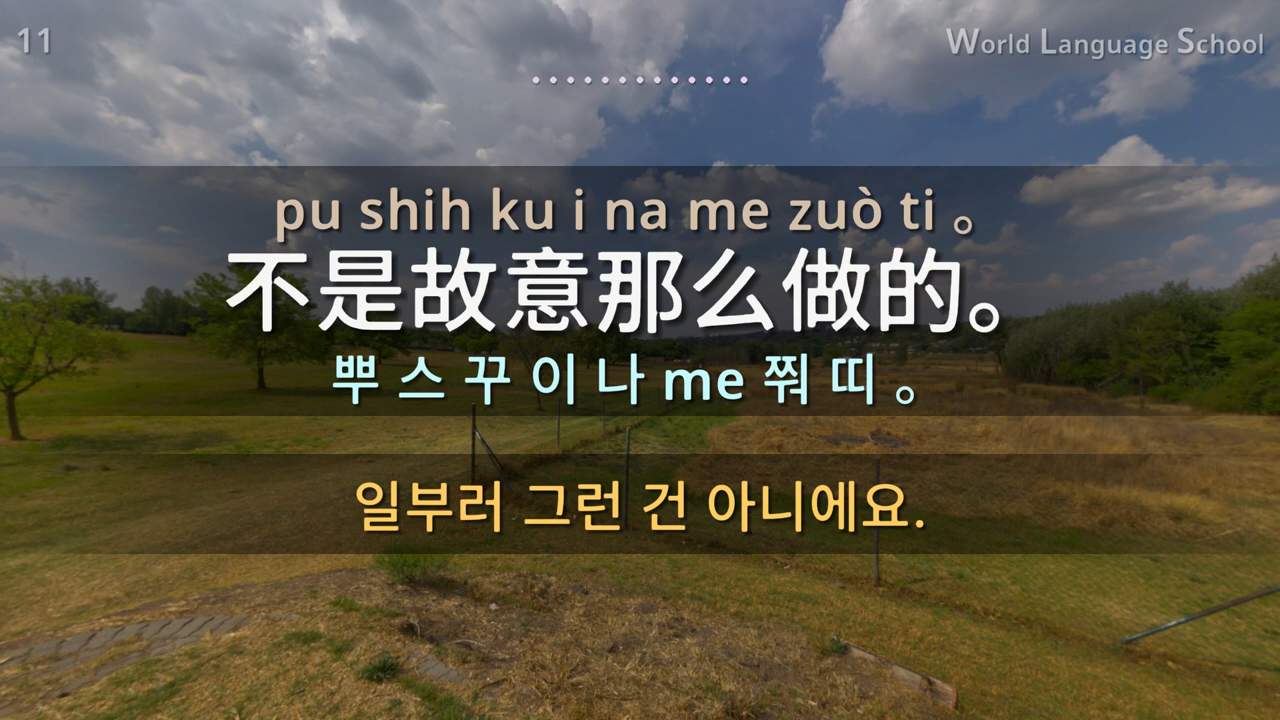 11
World Language School
pu shih ku i na me zuò ti 。
不是故意那么做的。
뿌 스 꾸 이 나 me 쭤 띠 。
일부러 그런 건 아니에요.